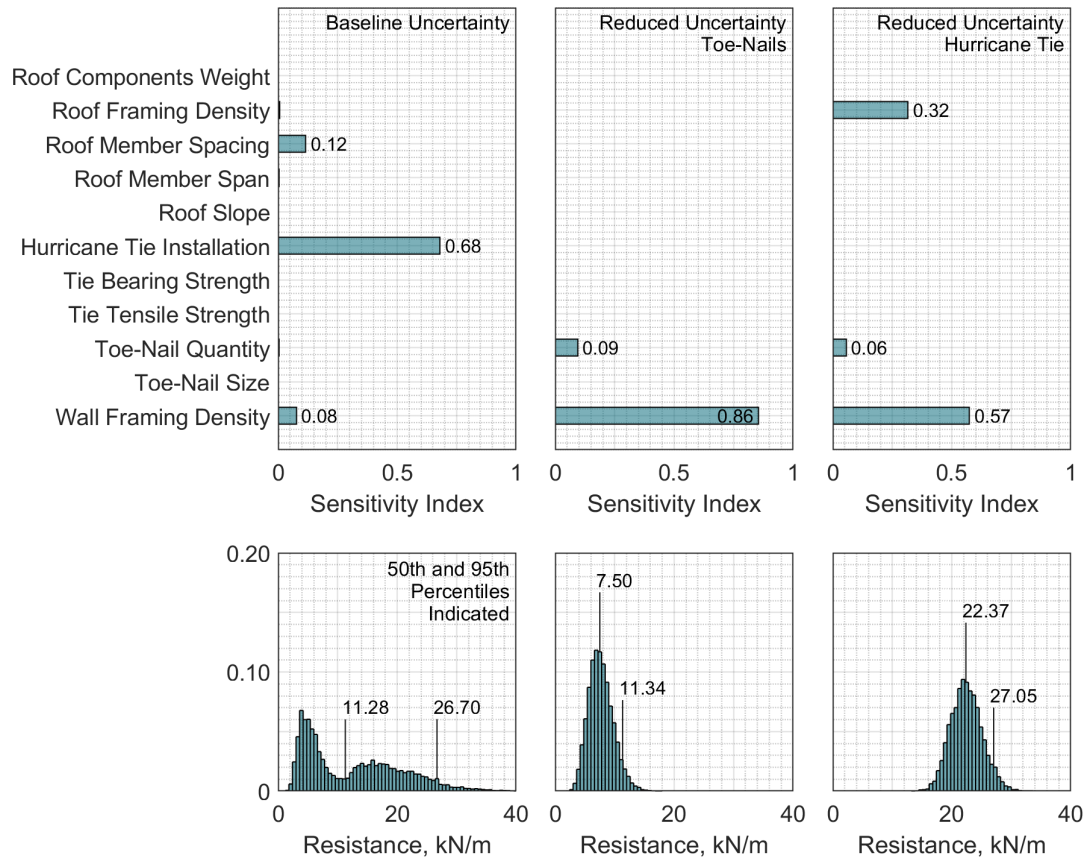 Baseline Uncertainty
Reduced Uncertainty
Toe-Nails
Reduced Uncertainty
Hurricane Tie
Roof Components Weight
Roof Framing Density
0.32
Roof Member Spacing
0.12
Roof Member Span
Roof Slope
Hurricane Tie Installation
0.68
Tie Bearing Strength
Tie Tensile Strength
Toe-Nail Quantity
0.09
0.06
Toe-Nail Size
Wall Framing Density
0.08
0.86
0.57
0 0.5 1
0 0.5 1
0 0.5 1
Sensitivity Index
Sensitivity Index
Sensitivity Index
0.20
0.10
0
50th and 95th
Percentiles
Indicated
11.28
26.70
7.50
11.34
22.37
27.05
0 20 40
0 20 40
0 20 40
Resistance, kN/m
Resistance, kN/m
Resistance, kN/m